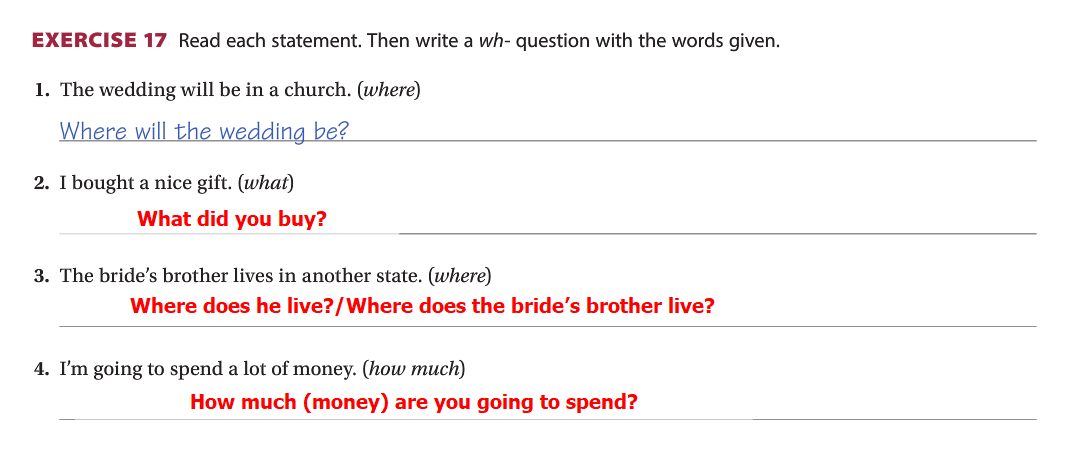 EXERCISE 17 Read each statement. Then write a wh- question with the words given.
1. The wedding will be in a church. (where)
Where will the wedding be?
2. I bought a nice gift. (what)
What did you buy?
3. The bride’s brother lives in another state. (where)
Where does he live?/Where does the bride’s brother live?
4. I’m going to spend a lot of money. (how much)
How much (money) are you going to spend?